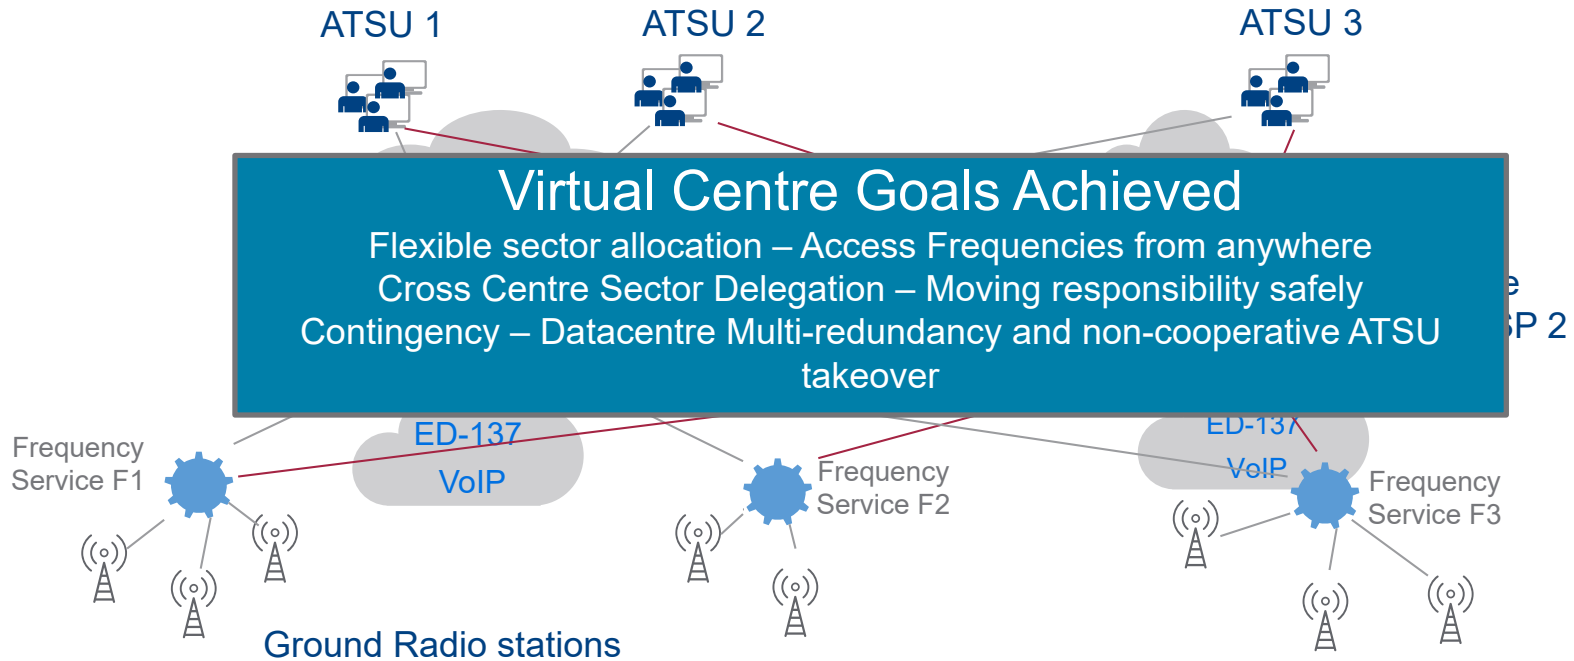 ATSU 1
ATSU 2
ATSU 3
Virtual Centre Goals Achieved
Flexible sector allocation – Access Frequencies from anywhere
Cross Centre Sector Delegation – Moving responsibility safely
Contingency – Datacentre Multi-redundancy and non-cooperative ATSU
takeover
e
SP 2
ED-137
VoIP
ED-137
VoIP
Frequency
Service F1
Frequency
Service F2
Frequency
Service F3
Ground Radio stations